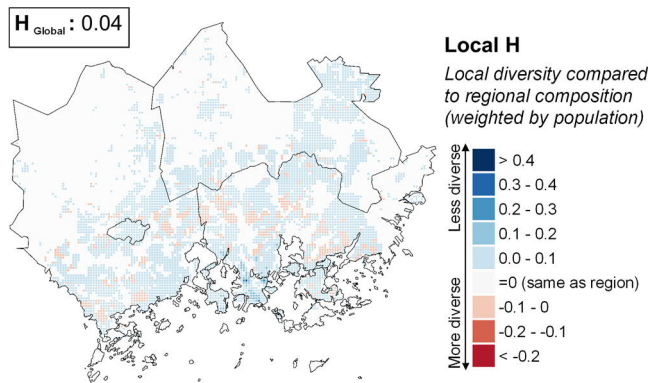 H Global : 0.04
Local H
Local diversity compared
to regional composition
(weighted by population)
Less diverse
More diverse
> 0.4
0.3 - 0.4
0.2 - 0.3
0.1 - 0.2
0.0 - 0.1
=0 (same as region)
-0.1 - 0
-0.2 - -0.1
< -0.2